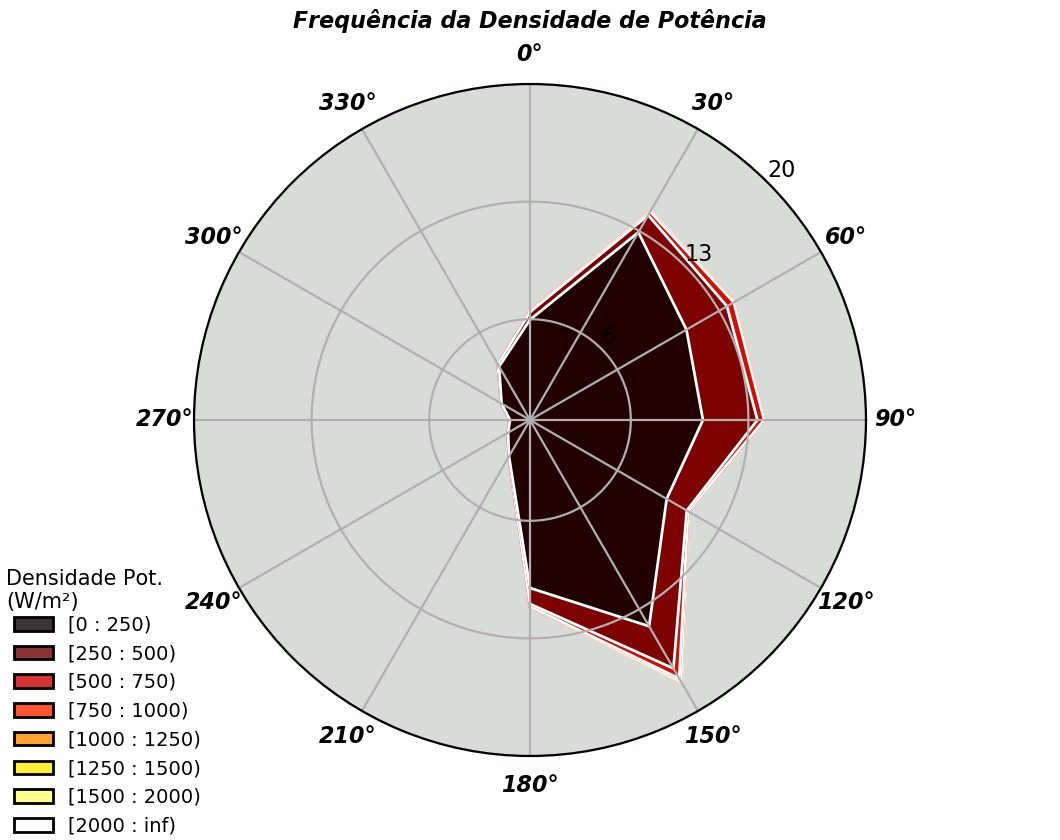 Frequência da Densidade de Potência
0°
330°
30°
20
300°
60°
13
6
270°
90°
240°
120°
210°
150°
180°
Densidade Pot.
(W/m²)
[0 : 250)
[250 : 500)
[500 : 750)
[750 : 1000)
[1000 : 1250)
[1250 : 1500)
[1500 : 2000)
[2000 : inf)